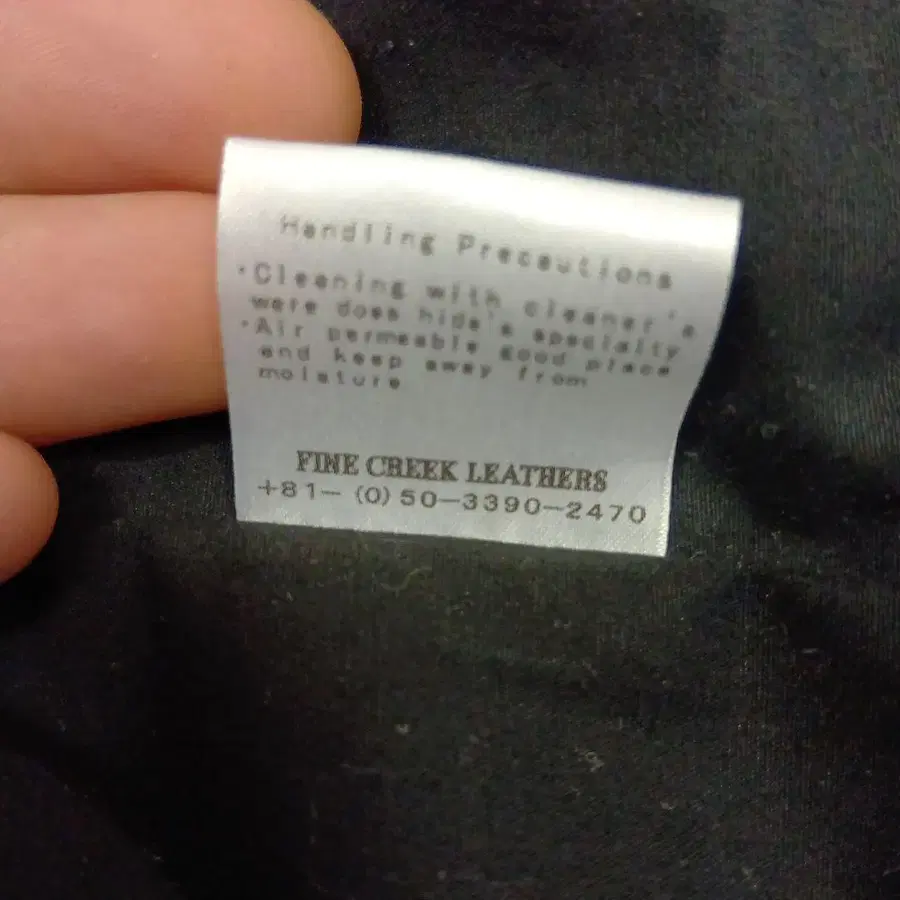 Handling Precautions
・Cleaning with cleaner's
were does hide's specialty
・Air permeable good place
and keep away from
moisture
FINE CREEK LEATHERS
+81-(0)50-3390-2470